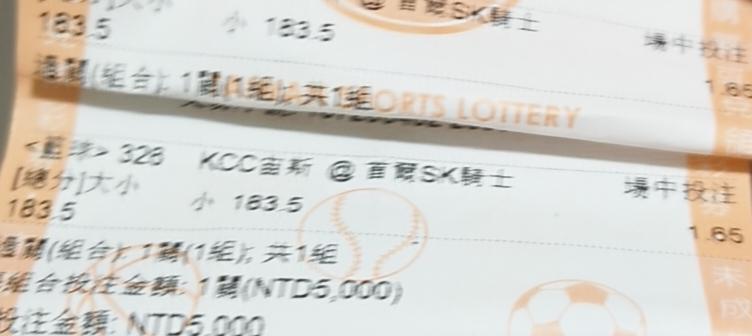 @ 首爾SK騎士
183.5 小 183.5 場中投注
1.65
過關(組合): 1關(1組); 共1組
ORTS LOTTERY
<籃球> 326 KCC宙斯 @ 首爾SK騎士 場中投注
[總分]大小
183.5 小 183.5 1.65
過關(組合): 1關(1組); 共1組
組合投注金額: 1關(NTD5,000)
投注金額: NTD5,000